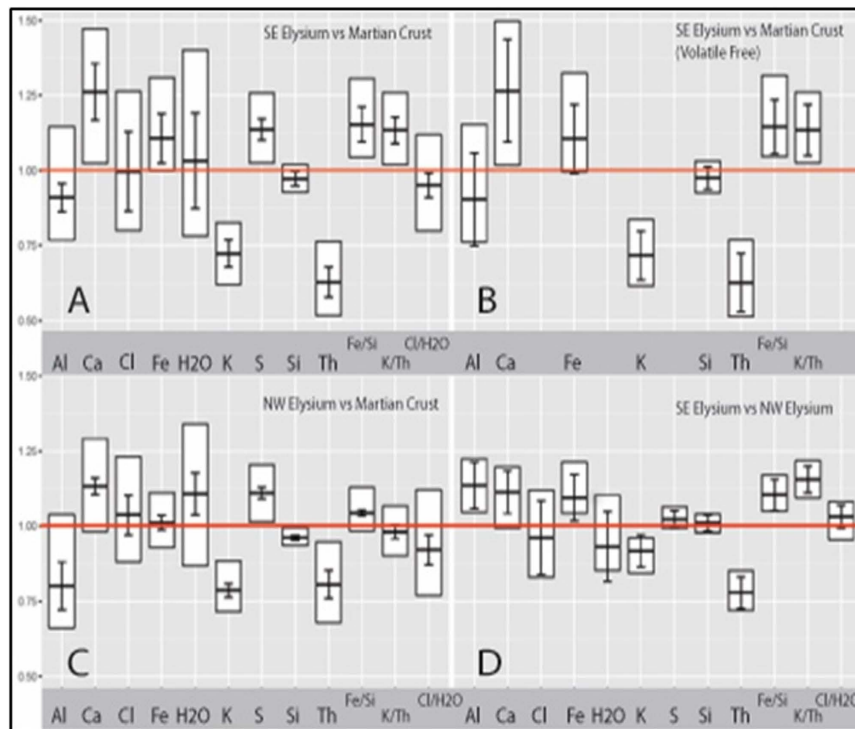 1.50
SE Elysium vs Martian Crust
SE Elysium vs Martian Crust
(Volatile Free)
1.25
1.00
0.75
A
B
0.50
Al Ca Cl Fe H2O K S Si Th Fe/Si K/Th Cl/H2O
Al Ca Fe K Si Th Fe/Si K/Th
1.50
NW Elysium vs Martian Crust
SE Elysium vs NW Elysium
1.25
1.00
0.75
C
D
0.50
Al Ca Cl Fe H2O K S Si Th Fe/Si K/Th Cl/H2O
Al Ca Cl Fe H2O K S Si Th Fe/Si K/Th Cl/H2O